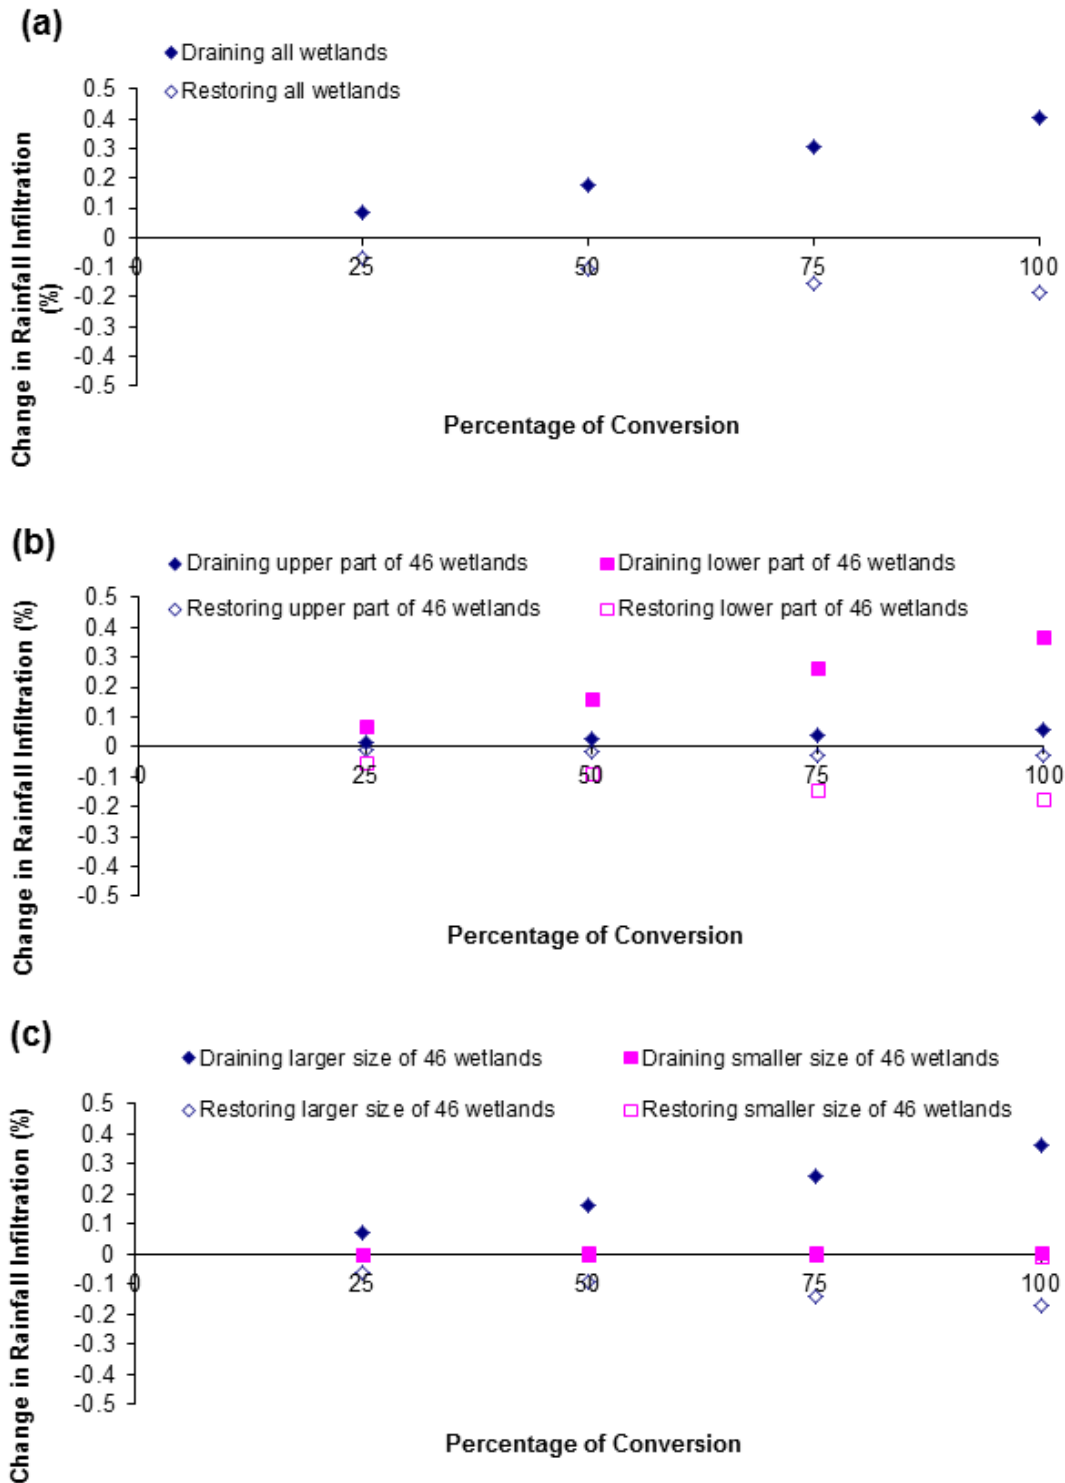 (a)
Draining all wetlands
Restoring all wetlands
0.5
0.4
0.3
0.2
0.1
0
-0.1
-0.2
-0.3
-0.4
-0.5
0 25 50 75 100
Change in Rainfall Infiltration
(%)
Percentage of Conversion
(b)
Draining upper part of 46 wetlands Draining lower part of 46 wetlands
Restoring upper part of 46 wetlands Restoring lower part of 46 wetlands
0.5
0.4
0.3
0.2
0.1
0
-0.1
-0.2
-0.3
-0.4
-0.5
0 25 50 75 100
Change in Rainfall Infiltration (%)
Percentage of Conversion
(c)
Draining larger size of 46 wetlands Draining smaller size of 46 wetlands
Restoring larger size of 46 wetlands Restoring smaller size of 46 wetlands
0.5
0.4
0.3
0.2
0.1
0
-0.1
-0.2
-0.3
-0.4
-0.5
0 25 50 75 100
Change in Rainfall Infiltration (%)
Percentage of Conversion